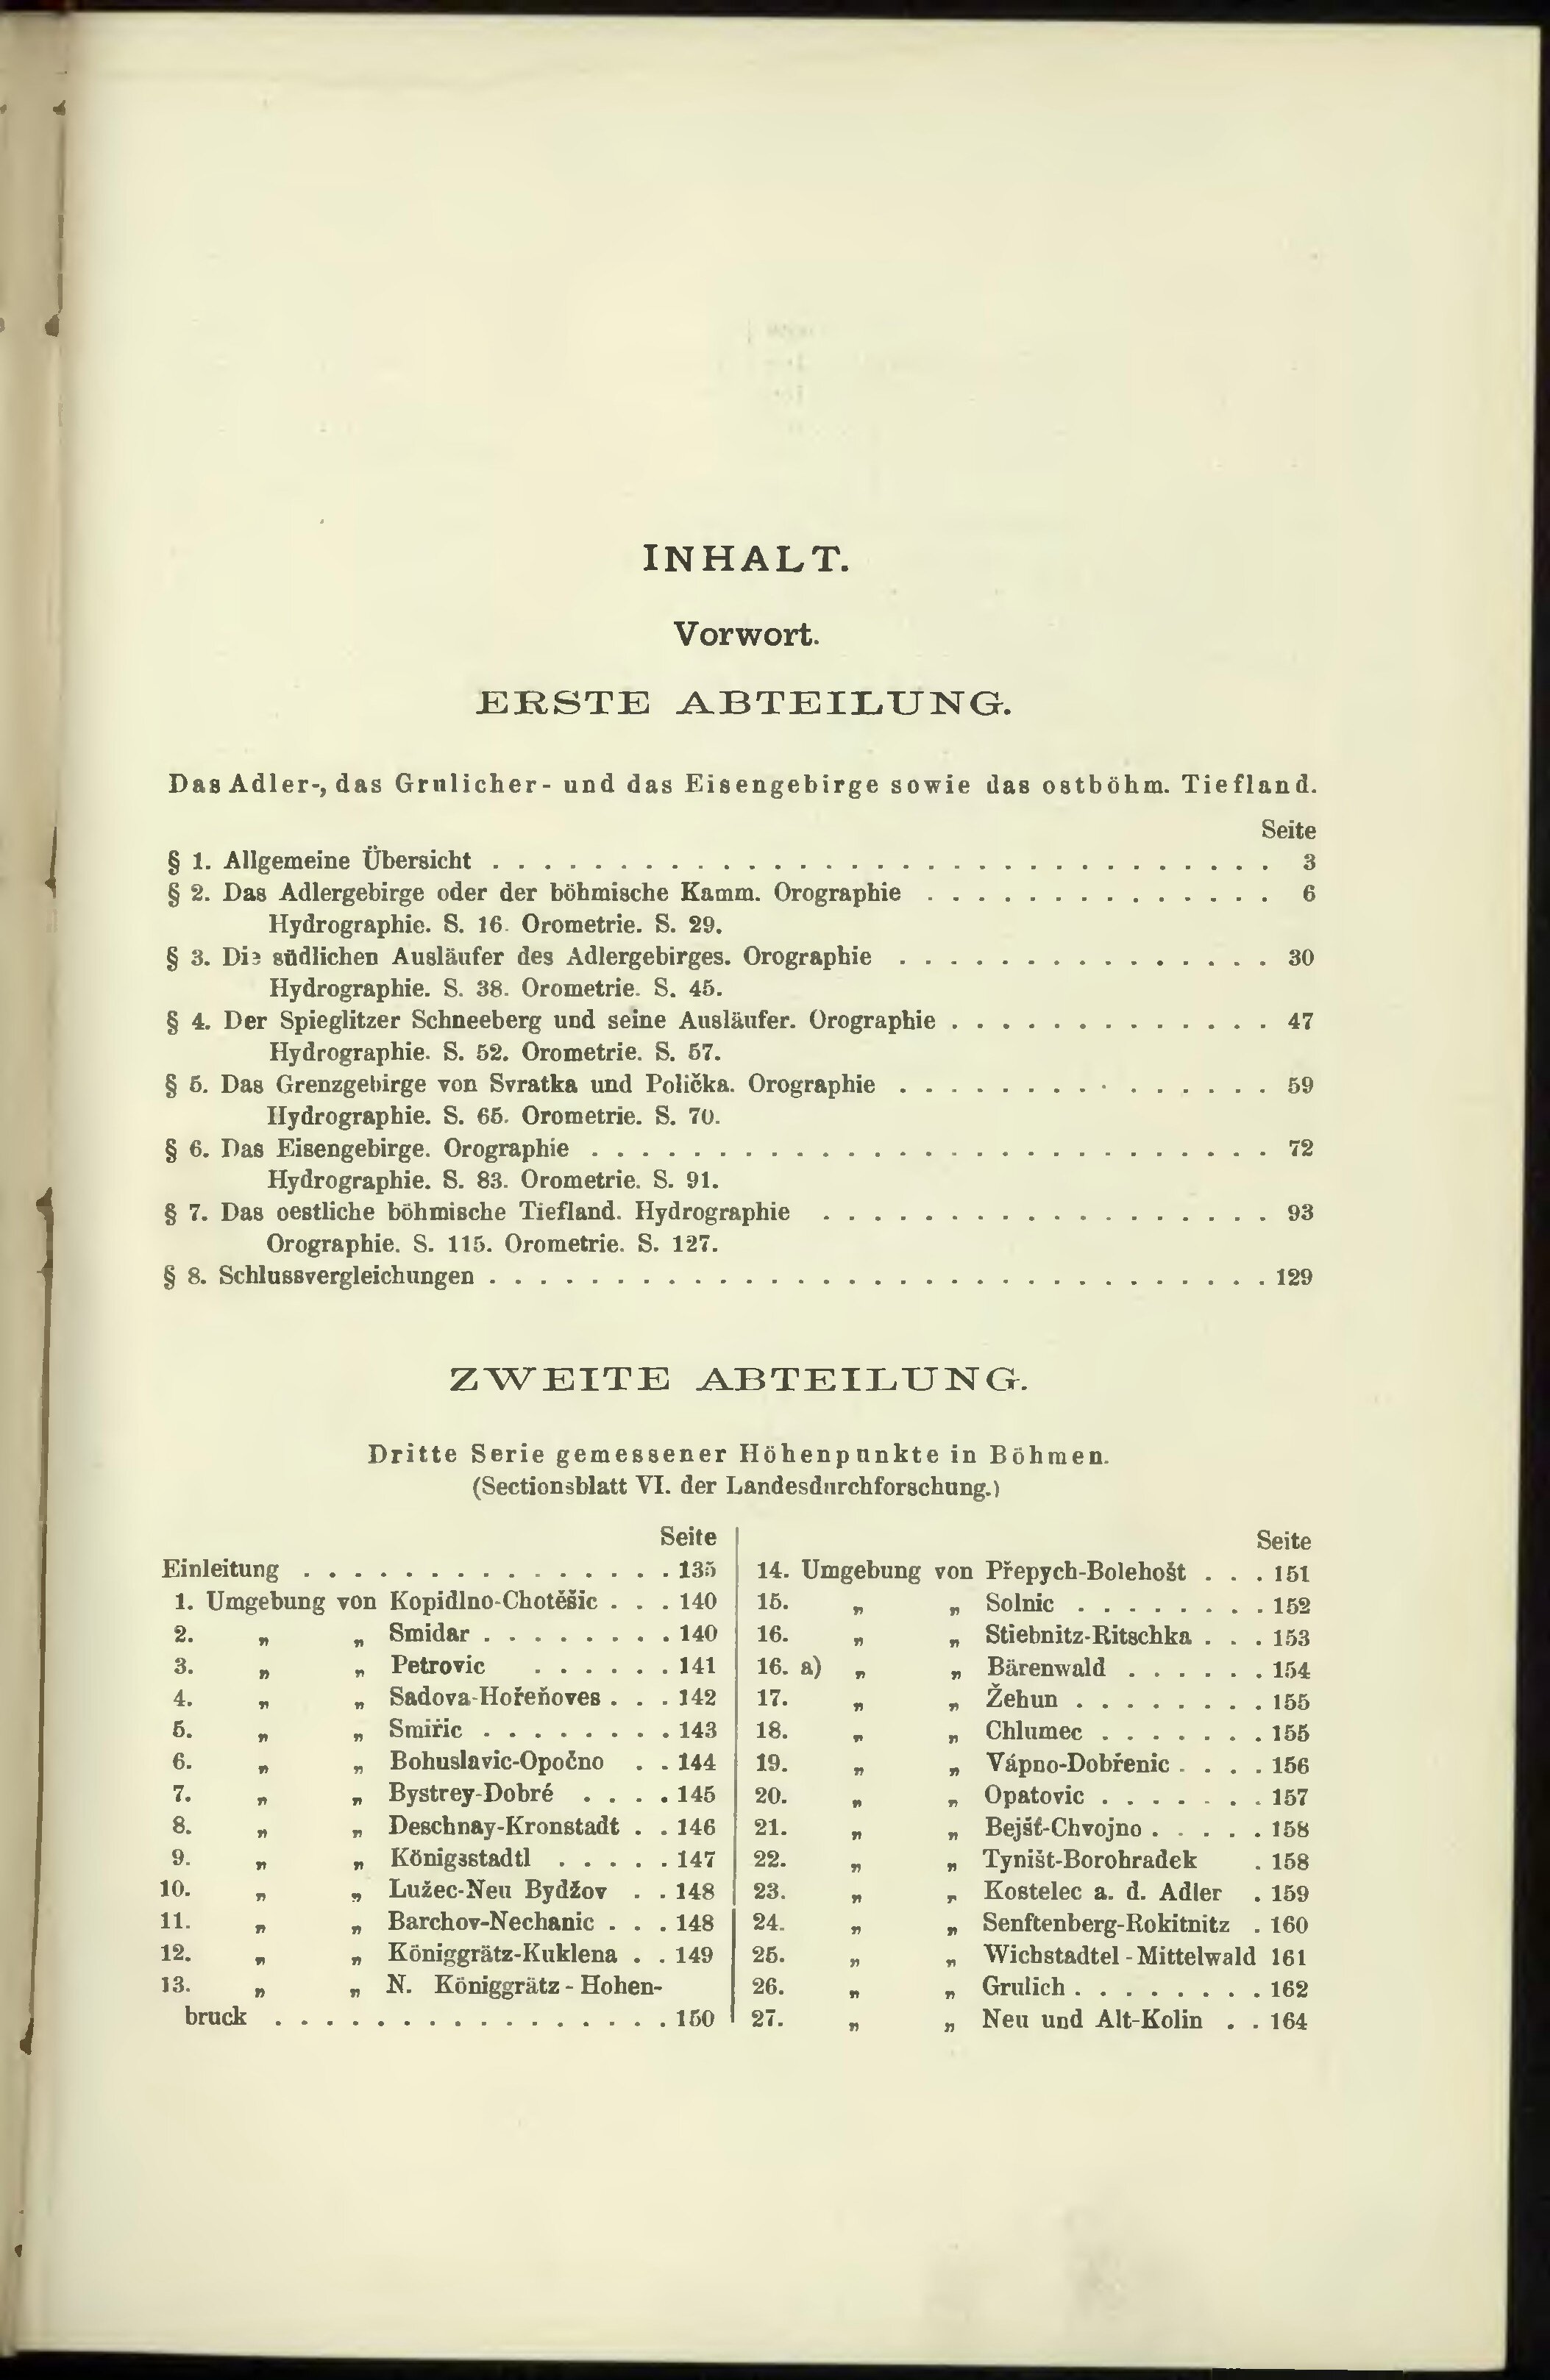 INHALT.
Vorwort.
ERSTE ABTEILUNG.
Das Adler-, das Grulicher- und das Eisengebirge sowie das ostböhm. Tiefland.
Seite
§ 1. Allgemeine Übersicht . . . . . . . . . . . . . . . . . . . . . . . . . . . . . . . 3
§ 2. Das Adlergebirge oder der böhmische Kamm. Orographie . . . . . . . . . . . . . . 6
Hydrographie. S. 16. Orometrie. S. 29.
§ 3. Die südlichen Ausläufer des Adlergebirges. Orographie . . . . . . . . . . . . . . . 30
Hydrographie. S. 38. Orometrie. S. 45.
§ 4. Der Spieglitzer Schneeberg und seine Ausläufer. Orographie . . . . . . . . . . . . . 47
Hydrographie. S. 52. Orometrie. S. 57.
§ 5. Das Grenzgebirge von Svratka und Polička. Orographie . . . . . . . . . . . . . . . 59
Hydrographie. S. 65. Orometrie. S. 70.
§ 6. Das Eisengebirge. Orographie . . . . . . . . . . . . . . . . . . . . . . . . . . . 72
Hydrographie. S. 83. Orometrie. S. 91.
§ 7. Das oestliche böhmische Tiefland. Hydrographie . . . . . . . . . . . . . . . . . . 93
Orographie. S. 115. Orometrie. S. 127.
§ 8. Schlussvergleichungen . . . . . . . . . . . . . . . . . . . . . . . . . . . . . . . 129
ZWEITE ABTEILUNG.
Dritte Serie gemessener Höhenpunkte in Böhmen.
(Sectionsblatt VI. der Landesdurchforschung.)
Seite
Einleitung . . . . . . . . . . . . . . . 135
1. Umgebung von Kopidlno-Chotěšic . . . 140
2. „ „ Smidar . . . . . . . . 140
3. „ „ Petrovic . . . . . . 141
4. „ „ Sadova-Hořeňoves . . . 142
5. „ „ Smiřic . . . . . . . . 143
6. „ „ Bohuslavic-Opočno . . 144
7. „ „ Bystrey-Dobré . . . . 145
8. „ „ Deschnay-Kronstadt . . 146
9. „ „ Königsstadtl . . . . . 147
10. „ „ Lužec-Neu Bydžov . . 148
11. „ „ Barchov-Nechanic . . . 148
12. „ „ Königgrätz-Kuklena . . 149
13. „ „ N. Königgrätz - Hohen-
bruck . . . . . . . . . . . . . . . . 150
Seite
14. Umgebung von Přepych-Bolehošt . . . 151
15. „ „ Solnic . . . . . . . . 152
16. „ „ Stiebnitz-Ritschka . . . 153
16. a) „ „ Bärenwald . . . . . . 154
17. „ „ Žehun . . . . . . . . 155
18. „ „ Chlumec . . . . . . . 155
19. „ „ Vápno-Dobřenic . . . . 156
20. „ „ Opatovic . . . . . . . 157
21. „ „ Bejšť-Chvojno . . . . . 158
22. „ „ Tyništ-Borohradek . 158
23. „ „ Kostelec a. d. Adler . 159
24. „ „ Senftenberg-Rokitnitz . 160
25. „ „ Wichstadtel - Mittelwald 161
26. „ „ Grulich . . . . . . . . 162
27. „ „ Neu und Alt-Kolin . . 164